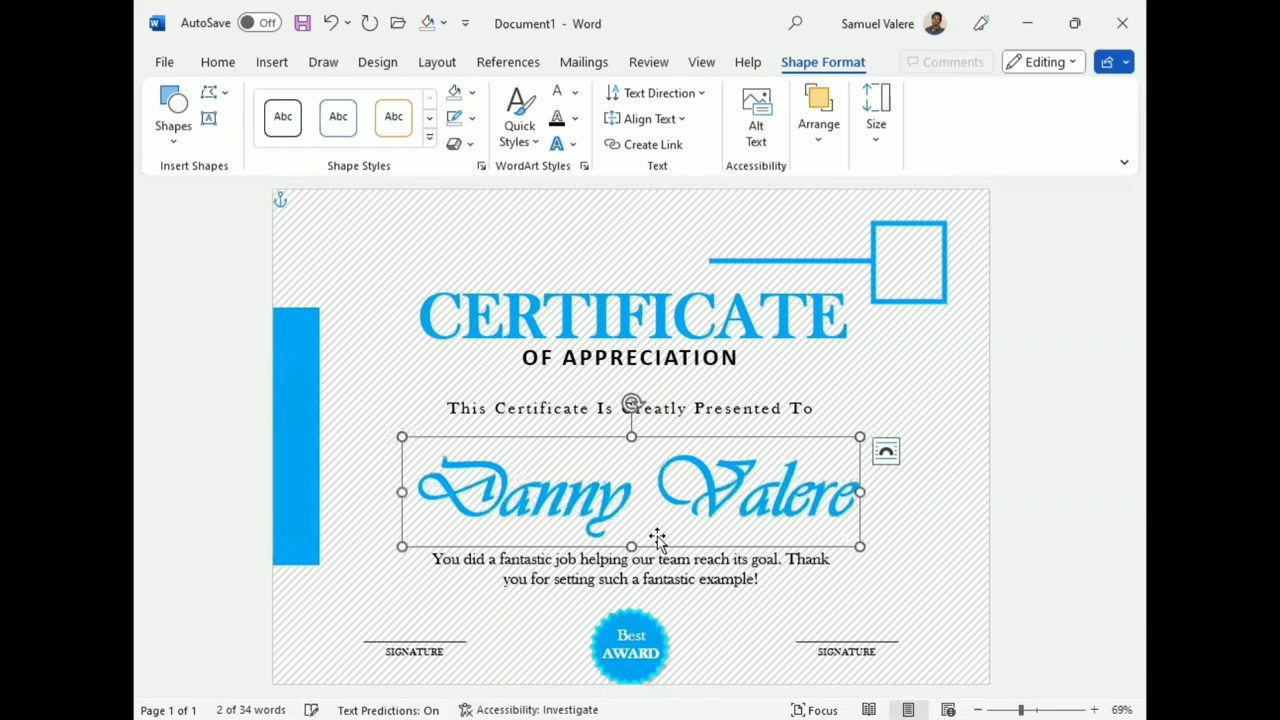 AutoSave Off Document1 - Word Samuel Valere
File Home Insert Draw Design Layout References Mailings Review View Help Shape Format Comments Editing
Shapes Abc Abc Abc Quick Styles A A A Text Direction Align Text Create Link Alt Text Arrange Size
Insert Shapes Shape Styles WordArt Styles Text Accessibility
CERTIFICATE
OF APPRECIATION
This Certificate Is Greatly Presented To
Danny Valere
You did a fantastic job helping our team reach its goal. Thank
you for setting such a fantastic example!
Best
AWARD
SIGNATURE SIGNATURE
Page 1 of 1 2 of 34 words Text Predictions: On Accessibility: Investigate Focus 69%